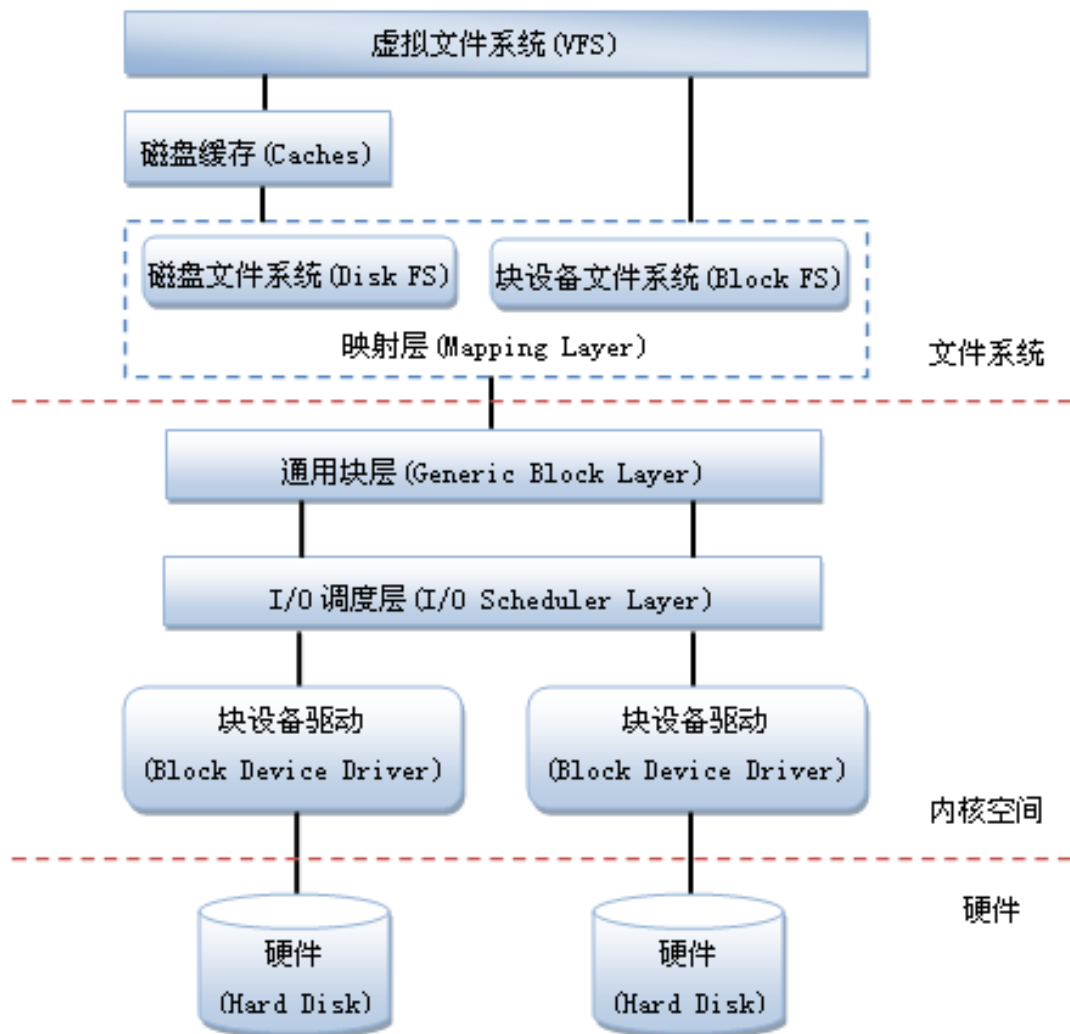 虚拟文件系统(VFS)
磁盘缓存(Caches)
磁盘文件系统(Disk FS)
块设备文件系统(Block FS)
映射层(Mapping Layer)
文件系统
通用块层(Generic Block Layer)
I/O 调度层(I/O Scheduler Layer)
块设备驱动
(Block Device Driver)
块设备驱动
(Block Device Driver)
内核空间
硬件
硬件
(Hard Disk)
硬件
(Hard Disk)